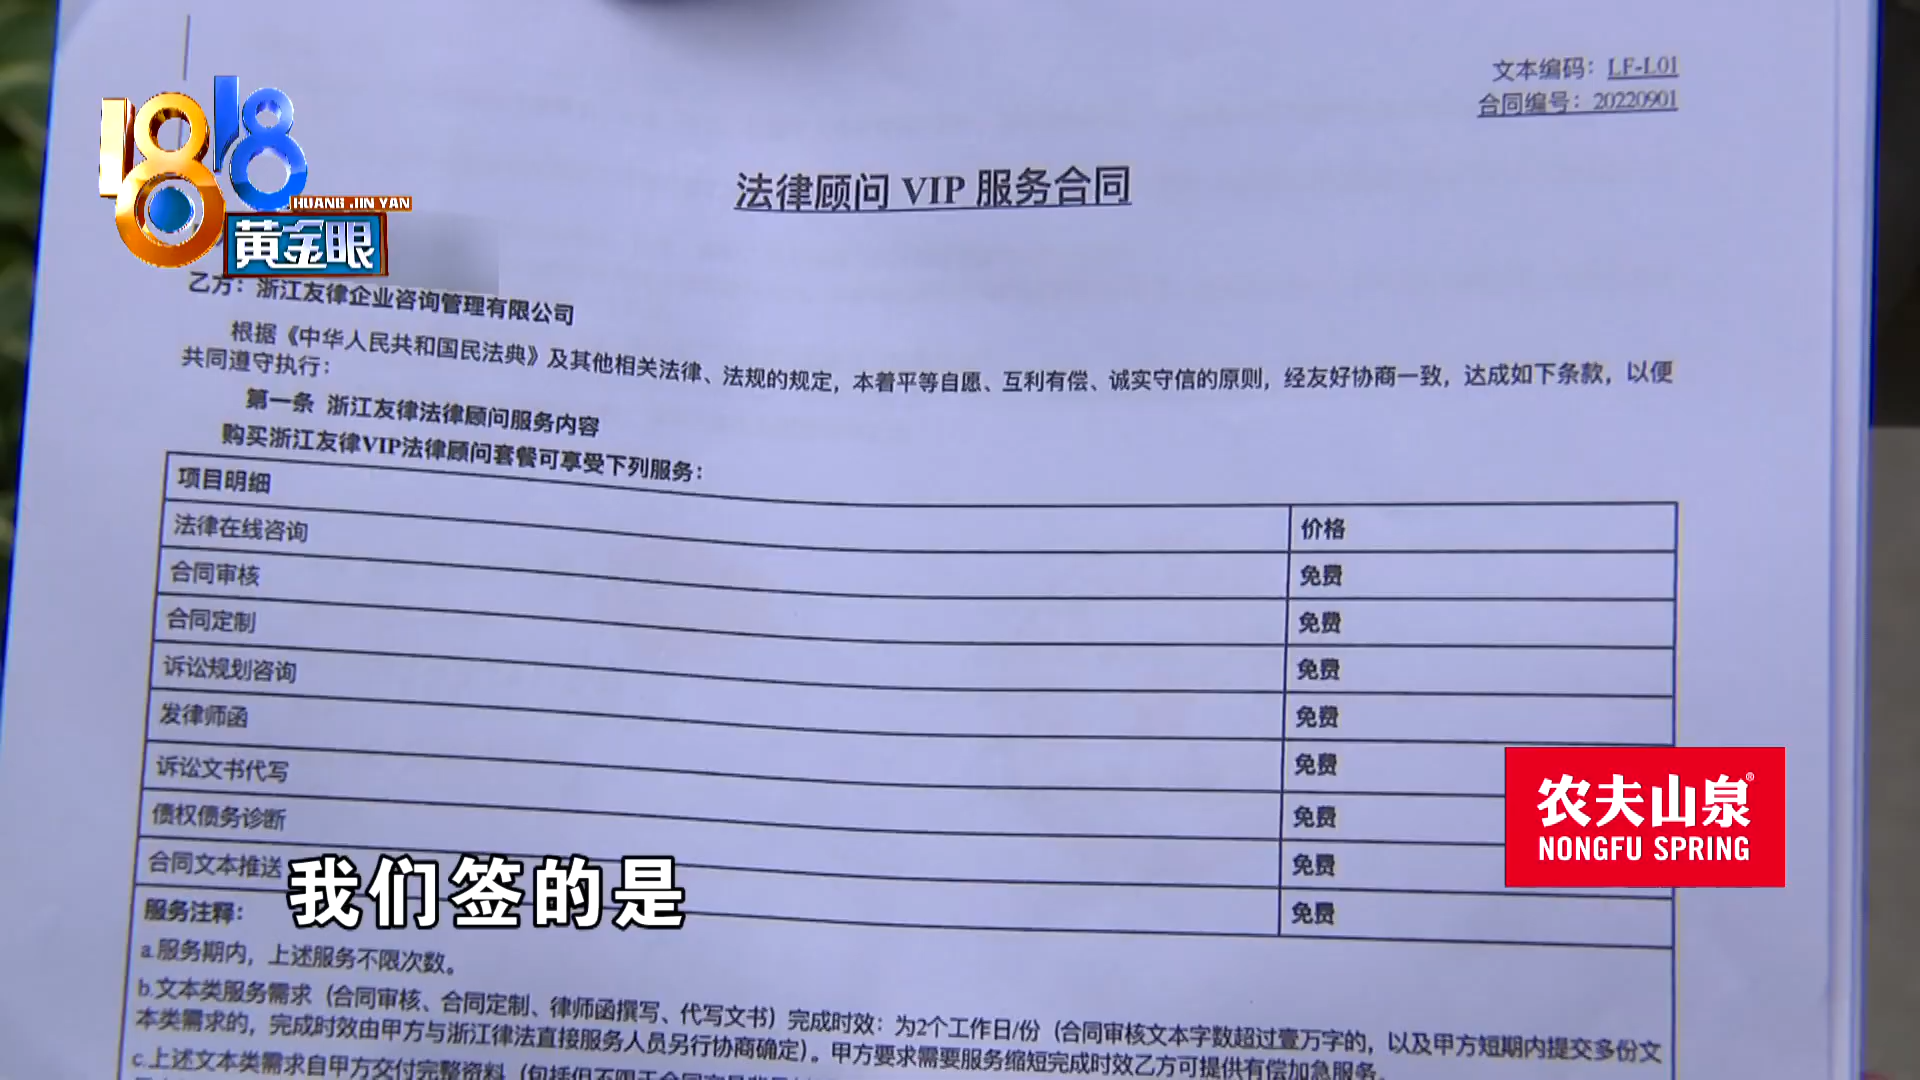 文本编码：LF-L01
合同编号：20220901
1818
HUANG JIN YAN
黄金眼
法律顾问 VIP 服务合同
乙方：浙江友律企业咨询管理有限公司
根据《中华人民共和国民法典》及其他相关法律、法规的规定，本着平等自愿、互利有偿、诚实守信的原则，经友好协商一致，达成如下条款，以便
共同遵守执行：
第一条 浙江友律法律顾问服务内容
购买浙江友律VIP法律顾问套餐可享受下列服务：
项目明细 价格
法律在线咨询 免费
合同审核 免费
合同定制 免费
诉讼规划咨询 免费
发律师函 免费
诉讼文书代写 免费
债权债务诊断 免费
合同文本推送 免费
服务注释：
a.服务期内，上述服务不限次数。
b.文本类服务需求（合同审核、合同定制、律师函撰写、代写文书）完成时效：为2个工作日/份（合同审核文本字数超过壹万字的，以及甲方短期内提交多份文
本类需求的，完成时效由甲方与浙江律法直接服务人员另行协商确定）。甲方要求需要服务缩短完成时效乙方可提供有偿加急服务。
c.上述文本类需求自甲方交付完整资料
我们签的是
农夫山泉®
NONGFU SPRING